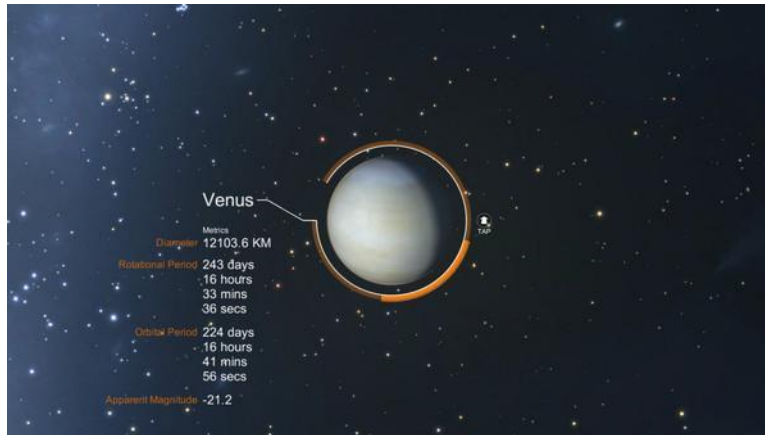 Venus
Metrics
Diameter 12103.6 KM
Rotational Period 243 days
16 hours
33 mins
36 secs
Orbital Period 224 days
16 hours
41 mins
56 secs
Apparent Magnitude -21.2
TAP